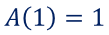 A(1) = 1